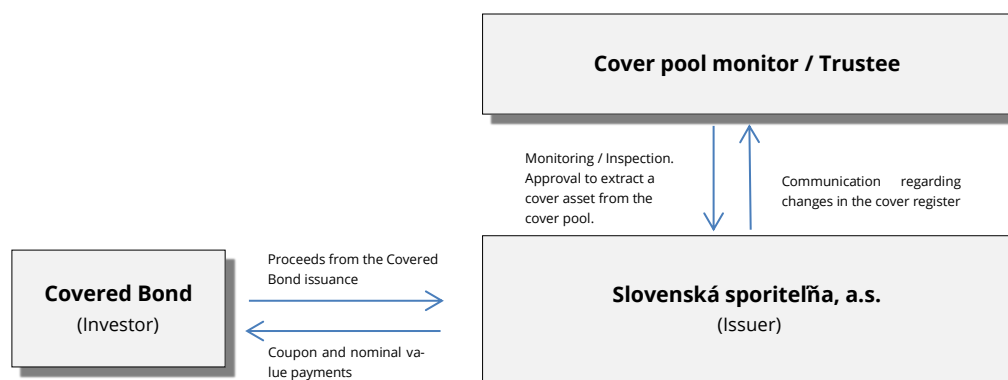 Cover pool monitor / Trustee
Monitoring / Inspection.
Approval to extract a
cover asset from the
cover pool.
Communication regarding
changes in the cover register
Proceeds from the Covered
Bond issuance
Covered Bond
(Investor)
Coupon and nominal va-
lue payments
Slovenská sporiteľňa, a.s.
(Issuer)